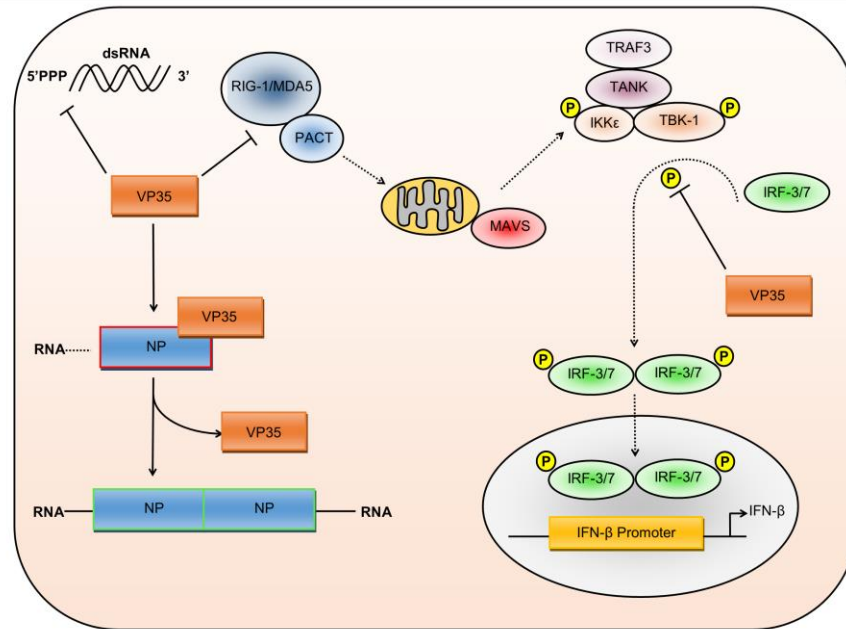 dsRNA
5'PPP
3'
RIG-1/MDA5
PACT
VP35
MAVS
TRAF3
TANK
P
IKKε
TBK-1
P
P
IRF-3/7
VP35
VP35
RNA
NP
VP35
RNA
NP
NP
RNA
P
IRF-3/7
IRF-3/7
P
P
IRF-3/7
IRF-3/7
P
IFN-β Promoter
IFN-β